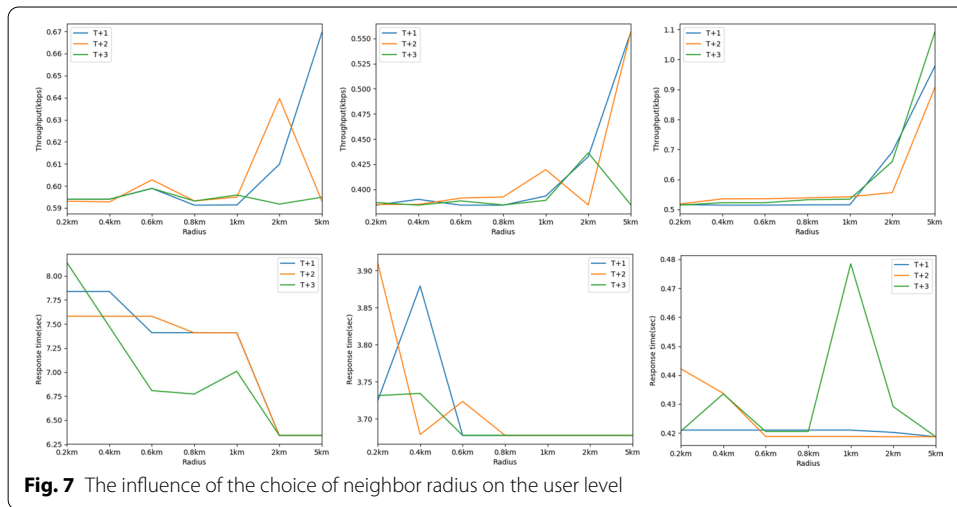 T+1
T+2
T+3
Throughput(kbps)
0.67
0.66
0.65
0.64
0.63
0.62
0.61
0.60
0.59
0.2km 0.4km 0.6km 0.8km 1km 2km 5km
Radius
T+1
T+2
T+3
Throughput(kbps)
0.550
0.525
0.500
0.475
0.450
0.425
0.400
0.2km 0.4km 0.6km 0.8km 1km 2km 5km
Radius
T+1
T+2
T+3
Throughput(kbps)
1.1
1.0
0.9
0.8
0.7
0.6
0.5
0.2km 0.4km 0.6km 0.8km 1km 2km 5km
Radius
T+1
T+2
T+3
Response time(sec)
8.00
7.75
7.50
7.25
7.00
6.75
6.50
6.25
0.2km 0.4km 0.6km 0.8km 1km 2km 5km
Radius
T+1
T+2
T+3
Response time(sec)
3.90
3.85
3.80
3.75
3.70
0.2km 0.4km 0.6km 0.8km 1km 2km 5km
Radius
T+1
T+2
T+3
Response time(sec)
0.48
0.47
0.46
0.45
0.44
0.43
0.42
0.2km 0.4km 0.6km 0.8km 1km 2km 5km
Radius
Fig. 7 The influence of the choice of neighbor radius on the user level